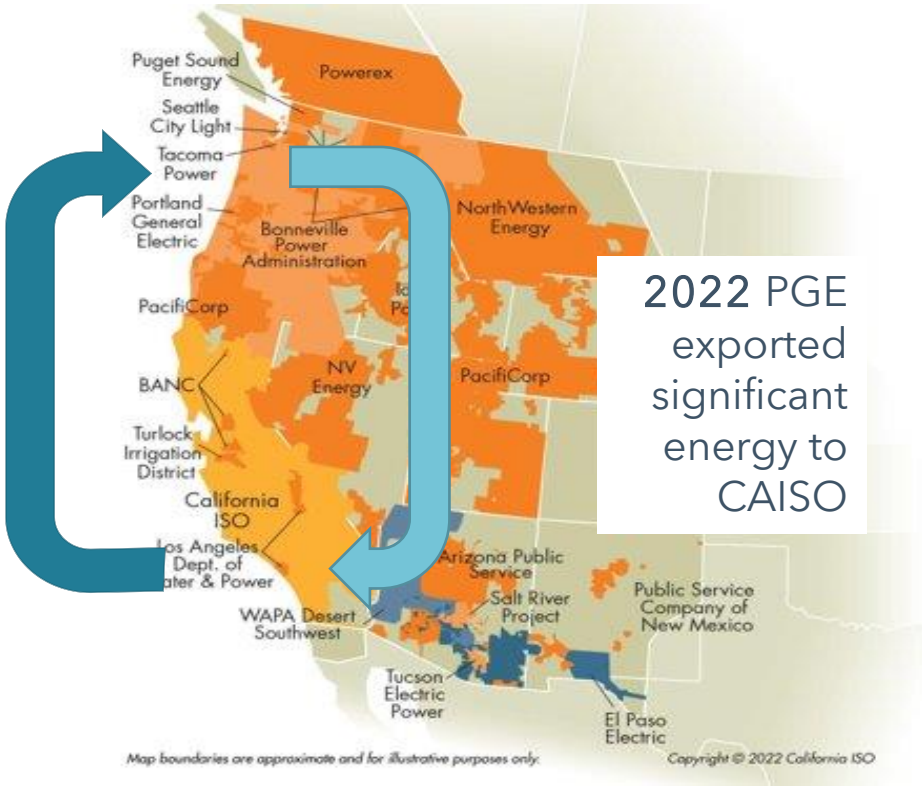 Puget Sound
Energy
Powerex
Seattle
City Light
Tacoma
Power
Portland
General
Electric
Bonneville
Power
Administration
NorthWestern
Energy
PacifiCorp
2022 PGE
exported
significant
energy to
CAISO
NV
Energy
PacifiCorp
BANC
Turlock
Irrigation
District
California
ISO
Los Angeles
Dept. of
ater & Power
Arizona Public
Service
Salt River
Project
Public Service
Company of
New Mexico
WAPA Desert
Southwest
Tucson
Electric
Power
El Paso
Electric
Map boundaries are approximate and for illustrative purposes only.
Copyright © 2022 California ISO